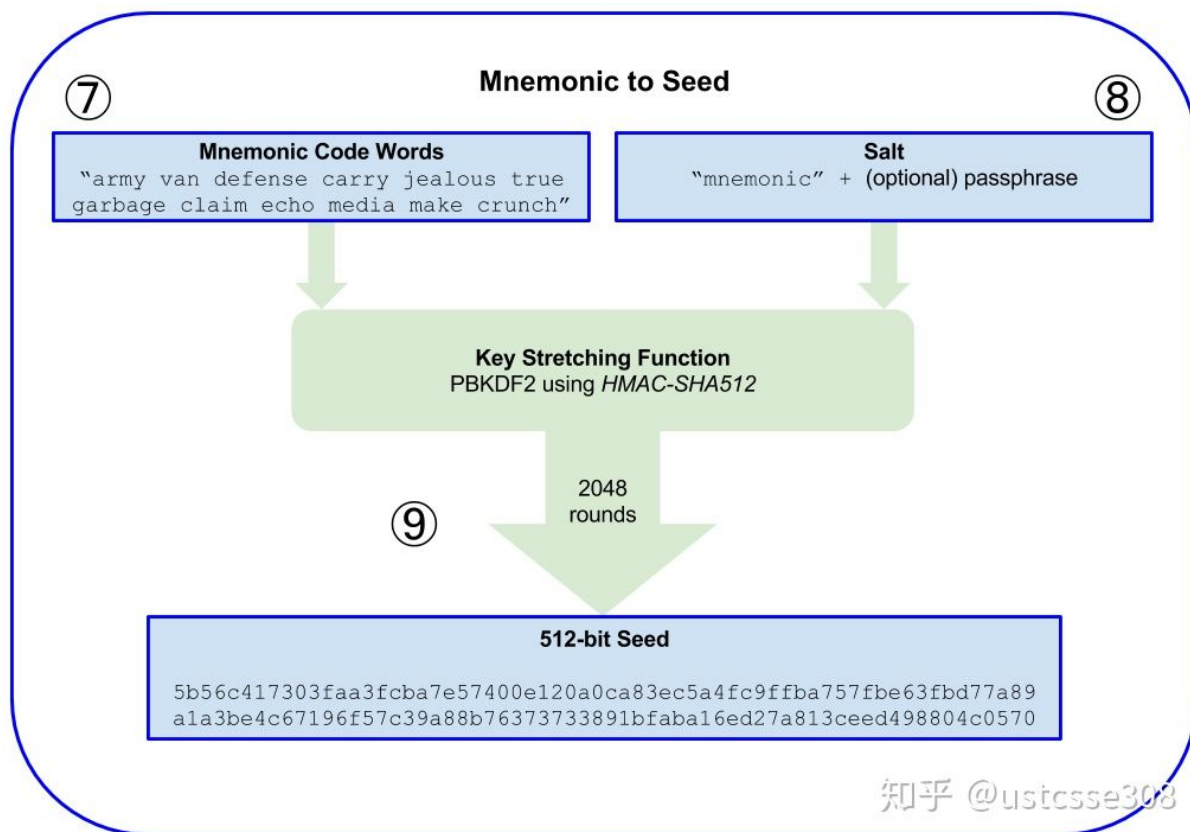 Mnemonic to Seed
⑦
⑧
Mnemonic Code Words
“army van defense carry jealous true
garbage claim echo media make crunch”
Salt
“mnemonic” + (optional) passphrase
Key Stretching Function
PBKDF2 using HMAC-SHA512
2048
rounds
⑨
512-bit Seed
5b56c417303faa3fcba7e57400e120a0ca83ec5a4fc9ffba757fbe63fbd77a89
a1a3be4c67196f57c39a88b76373733891bfaba16ed27a813ceed498804c0570
知乎 @ustcsse308